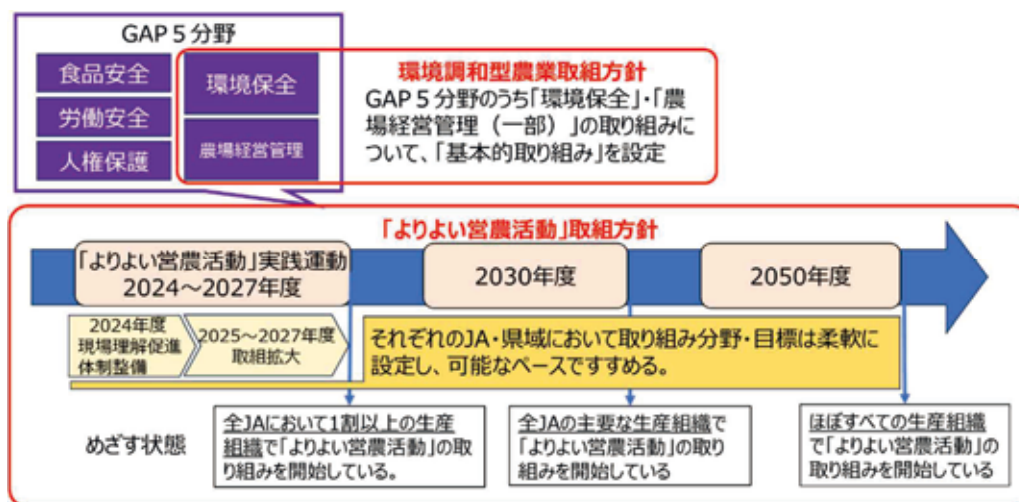 GAP5分野
食品安全
労働安全
人権保護
環境保全
農場経営管理
環境調和型農業取組方針
GAP5分野のうち「環境保全」・「農
場経営管理（一部）」の取り組みに
ついて、「基本的取り組み」を設定
「よりよい営農活動」取組方針
「よりよい営農活動」実践運動
2024～2027年度
2030年度
2050年度
2024年度
現場理解促進
体制整備
2025～2027年度
取組拡大
それぞれのJA・県域において取り組み分野・目標は柔軟に
設定し、可能なペースですすめる。
めざす状態
全JAにおいて1割以上の生産
組織で「よりよい営農活動」の取
り組みを開始している。
全JAの主要な生産組織で
「よりよい営農活動」の取り
組みを開始している
ほぼすべての生産組織
で「よりよい営農活動」の
取り組みを開始している